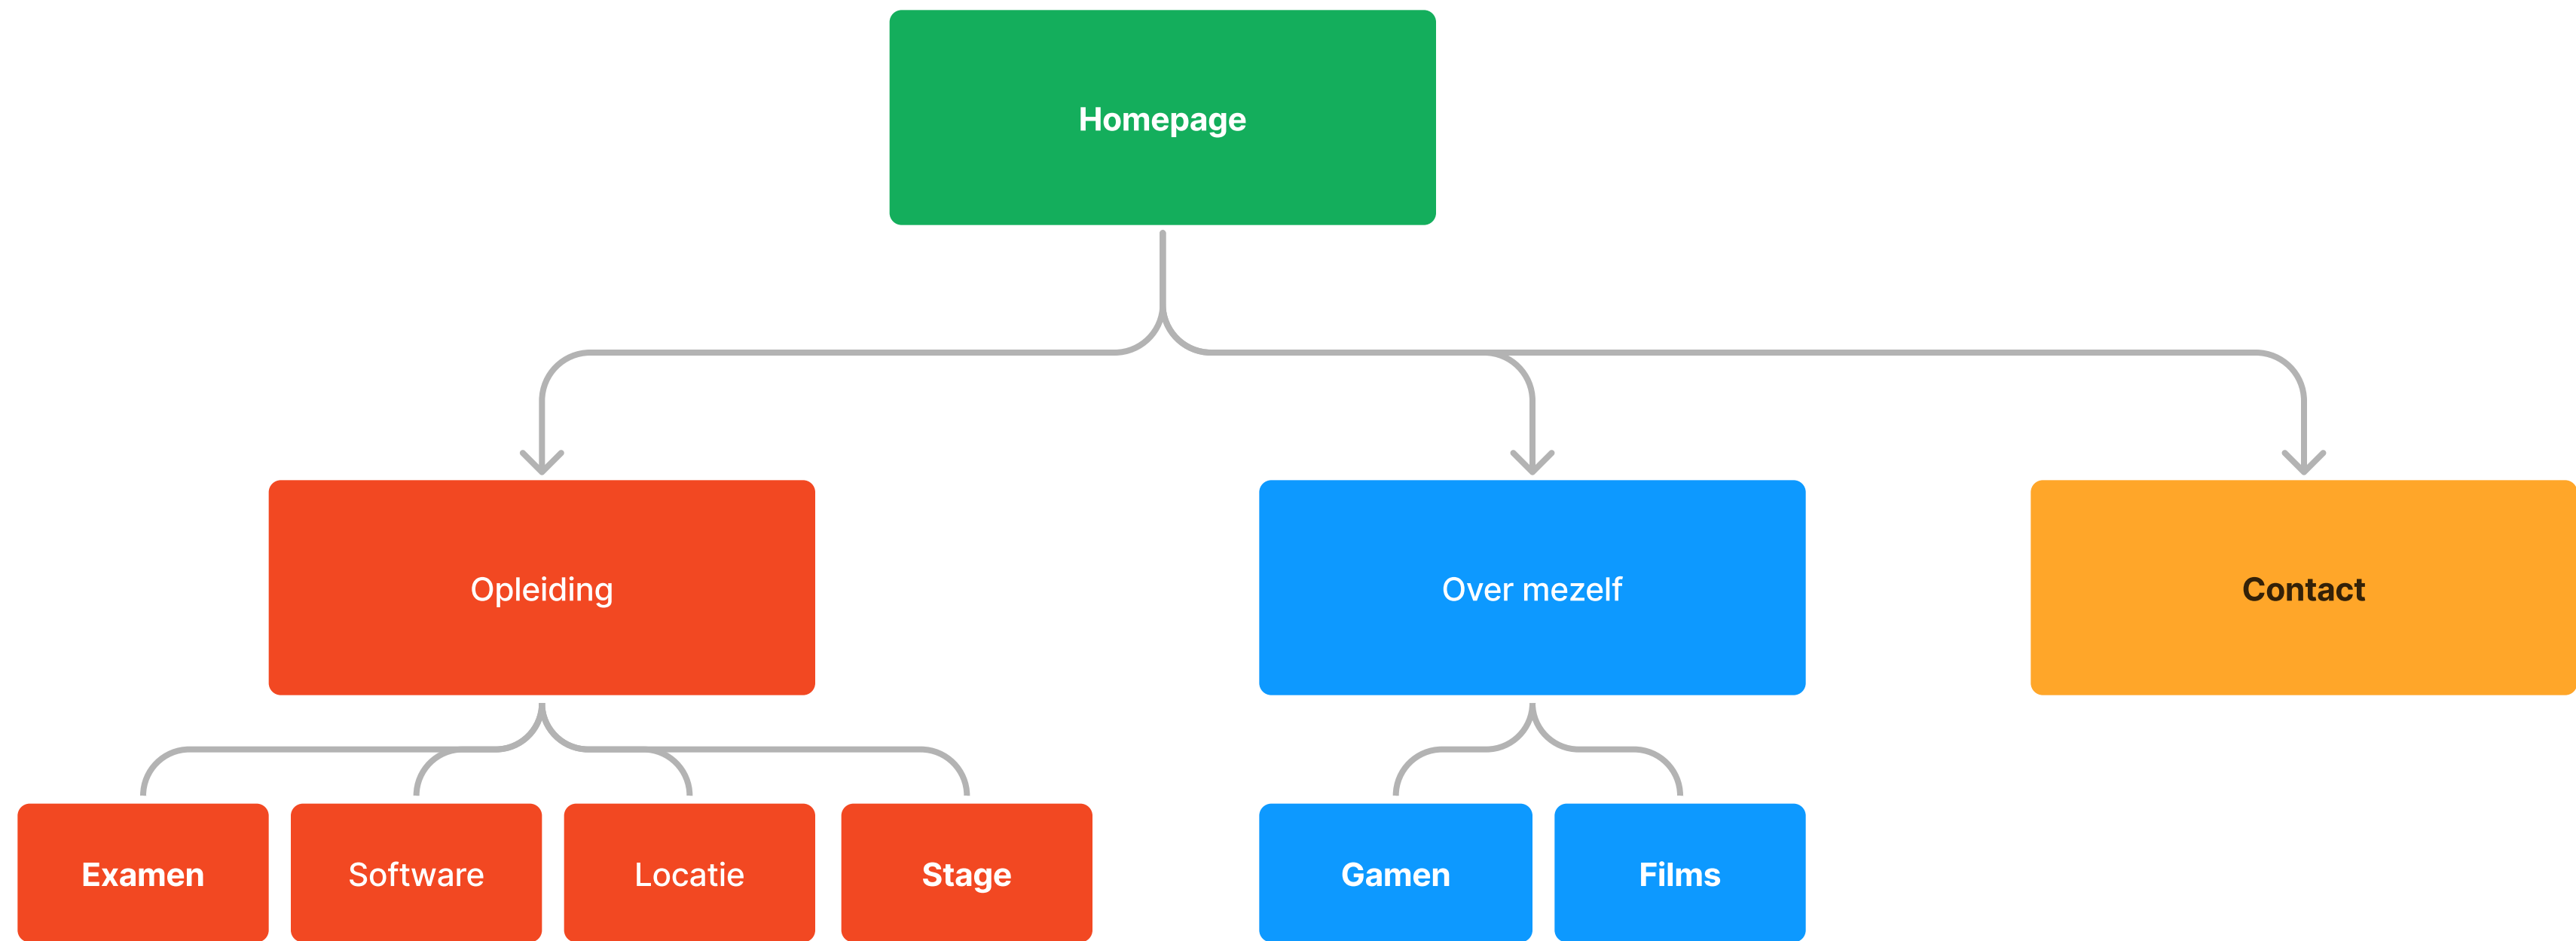 Homepage
Opleiding
Over mezelf
Contact
Examen
Software
Locatie
Stage
Gamen
Films